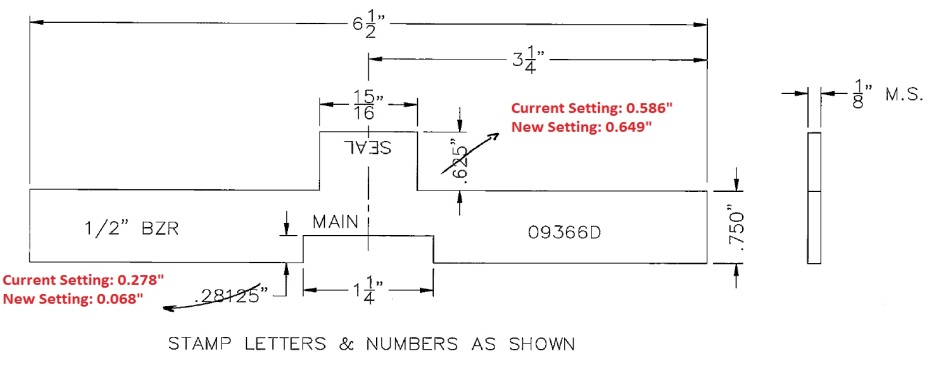 6 1/2"
3 1/4"
15/16"
1/8" M.S.
Current Setting: 0.586"
New Setting: 0.649"
SEAL
.625"
1/2" BZR
MAIN
09366D
.750"
Current Setting: 0.278"
New Setting: 0.068"
.28125"
1 1/4"
STAMP LETTERS & NUMBERS AS SHOWN